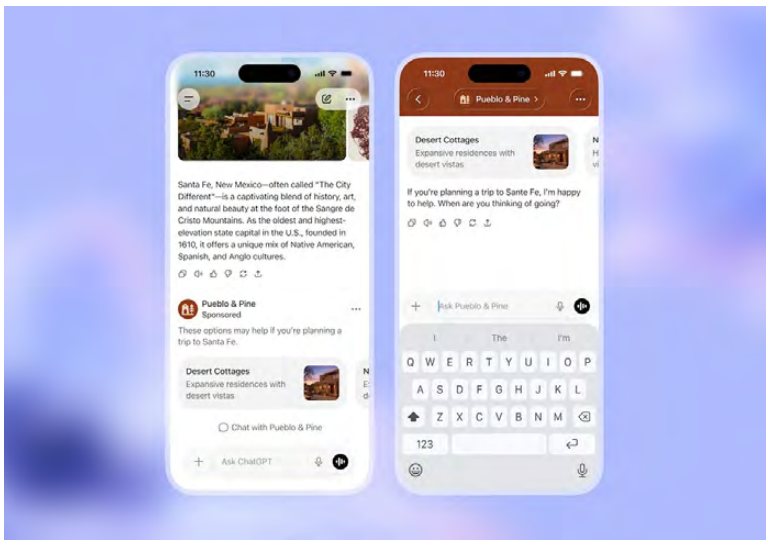 11:30
Santa Fe, New Mexico—often called "The City
Different"—is a captivating blend of history, art,
and natural beauty at the foot of the Sangre de
Cristo Mountains. As the oldest and highest-
elevation state capital in the U.S., founded in
1610, it offers a unique mix of Native American,
Spanish, and Anglo cultures.
Pueblo & Pine
Sponsored
These options may help if you're planning a
trip to Sante Fe.
Desert Cottages
Expansive residences with
desert vistas
N
E
d
Chat with Pueblo & Pine
Ask ChatGPT
11:30
Pueblo & Pine
Desert Cottages
Expansive residences with
desert vistas
N
H
vi
If you're planning a trip to Sante Fe, I'm happy
to help. When are you thinking of going?
Ask Pueblo & Pine
I The I'm
Q W E R T Y U I O P
A S D F G H J K L
Z X C V B N M
123